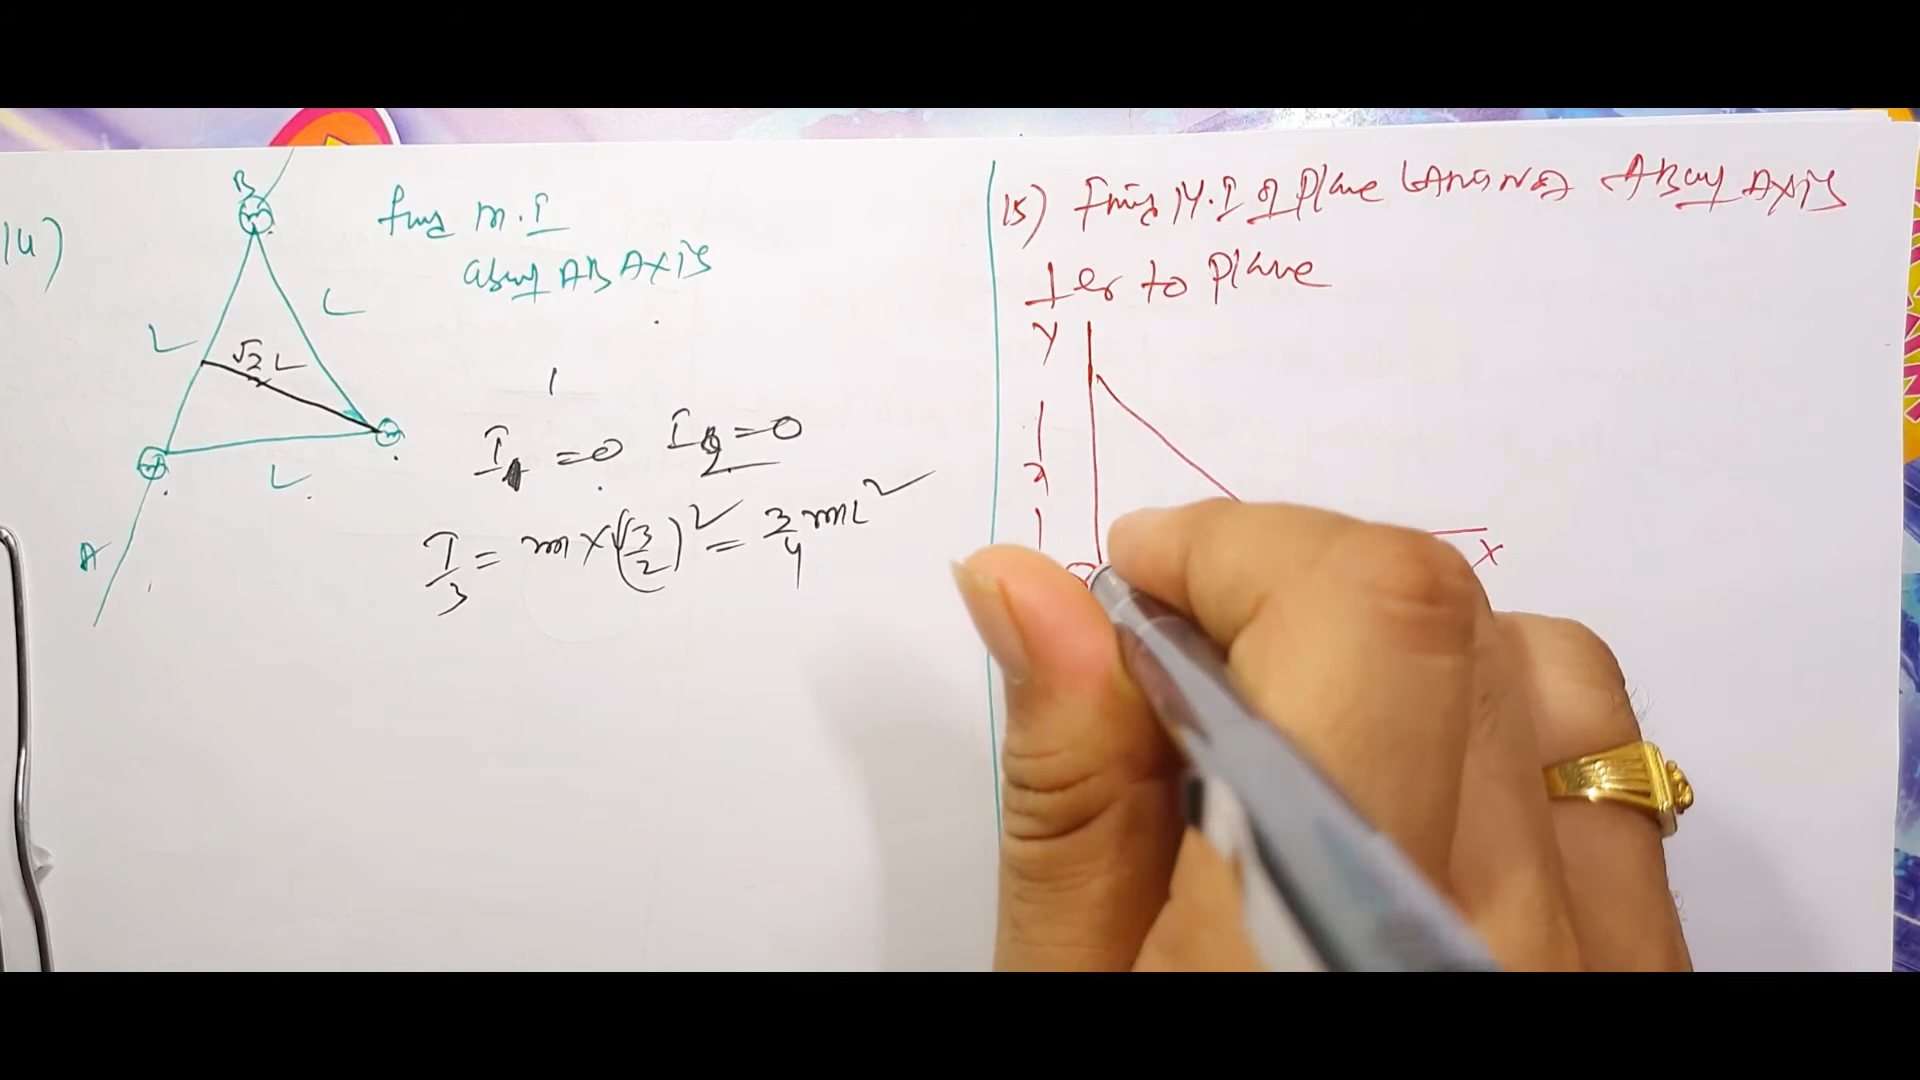 14)
B
m
find M.I
about AB AXIS
L
L
√3/2 L
m
m
L
A
I₁ = 0 I₂ = 0
I₃ = m × (√3/2)² = 3/4 mL²
15) Find M.I of Plane about AXIS
⊥er to Plane
Y
X